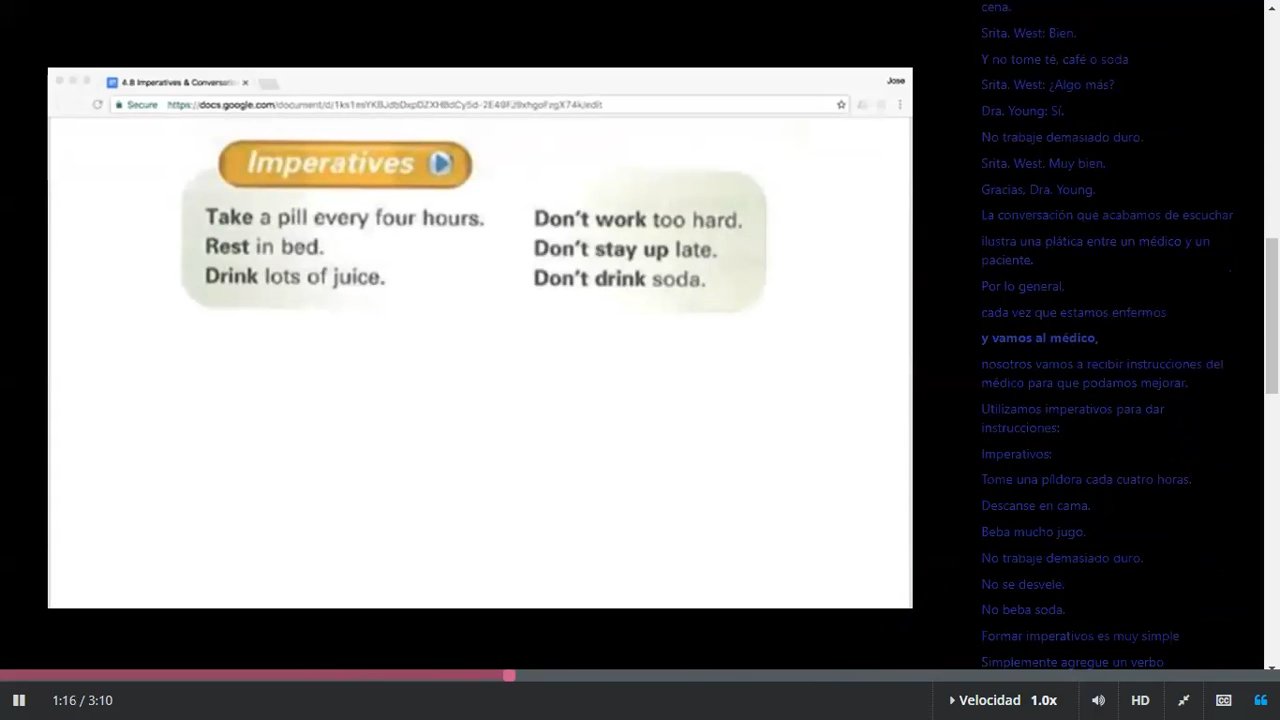 4.8 Imperatives & Conversatio
Jose
Secure
Imperatives
Take a pill every four hours.
Rest in bed.
Drink lots of juice.
Don't work too hard.
Don't stay up late.
Don't drink soda.
cena.
Srita. West: Bien.
Y no tome té, café o soda
Srita. West: ¿Algo más?
Dra. Young: Sí,
No trabaje demasiado duro.
Srita. West. Muy bien.
Gracias, Dra. Young.
La conversación que acabamos de escuchar
ilustra una plática entre un médico y un
paciente.
Por lo general,
cada vez que estamos enfermos
y vamos al médico,
nosotros vamos a recibir instrucciones del
médico para que podamos mejorar.
Utilizamos imperativos para dar
instrucciones:
Imperativos:
Tome una píldora cada cuatro horas.
Descanse en cama.
Beba mucho jugo.
No trabaje demasiado duro.
No se desvele.
No beba soda.
Formar imperativos es muy simple
Simplemente agregue un verbo
1:16 / 3:10
Velocidad 1.0x
HD
CC